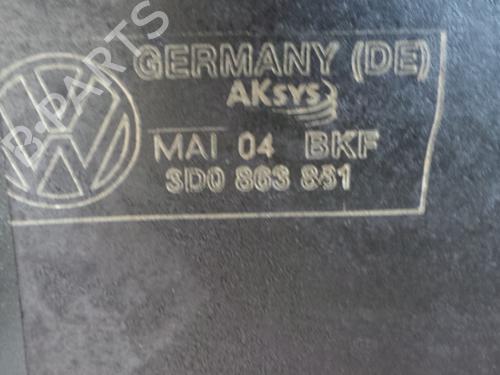 GERMANY (DE)
AKsys
MAI 04 BKF
3D0 863 851
B-PARTS